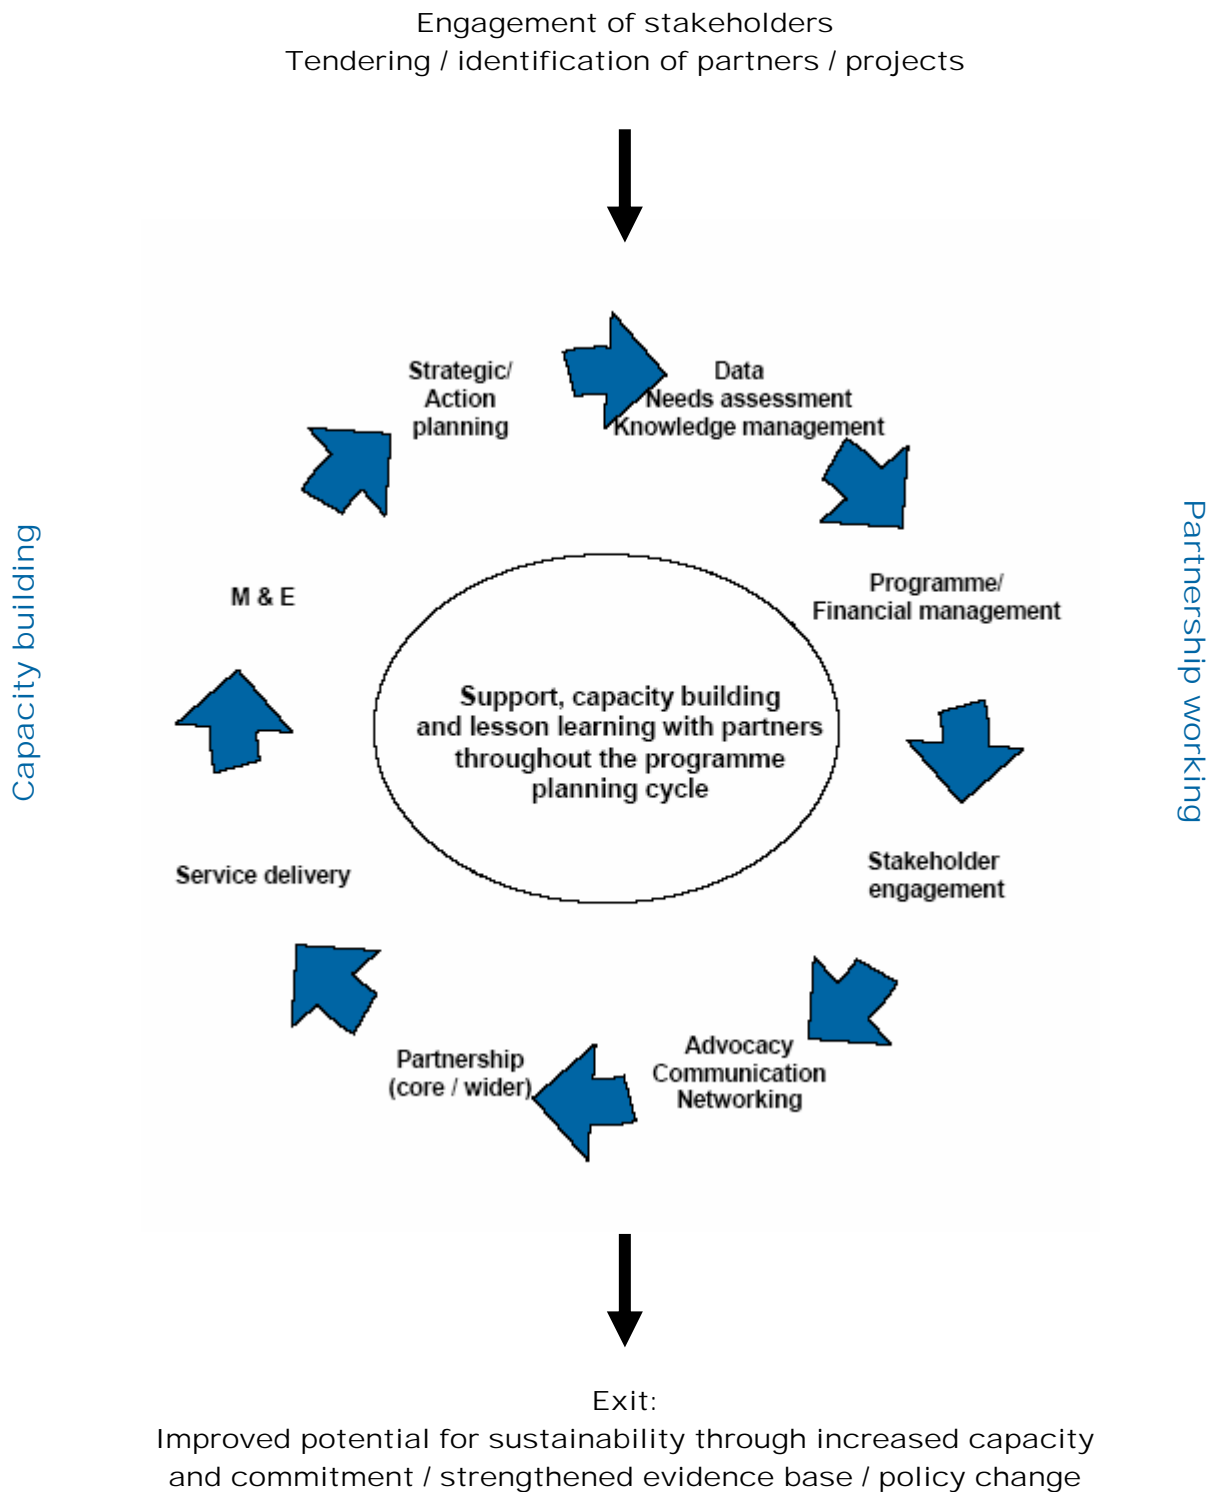 Engagement of stakeholders
Tendering / identification of partners / projects
Strategic/
Action
planning
Data
Needs assessment
Knowledge management
Programme/
Financial management
Stakeholder
engagement
Advocacy
Communication
Networking
Partnership
(core / wider)
Service delivery
M & E
Support, capacity building
and lesson learning with partners
throughout the programme
planning cycle
Capacity building
Partnership working
Exit:
Improved potential for sustainability through increased capacity
and commitment / strengthened evidence base / policy change